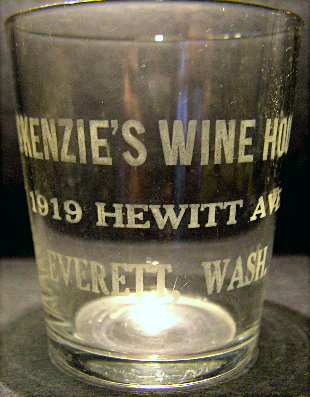 KENZIE'S WINE HO
1919 HEWITT AV
EVERETT, WASH.